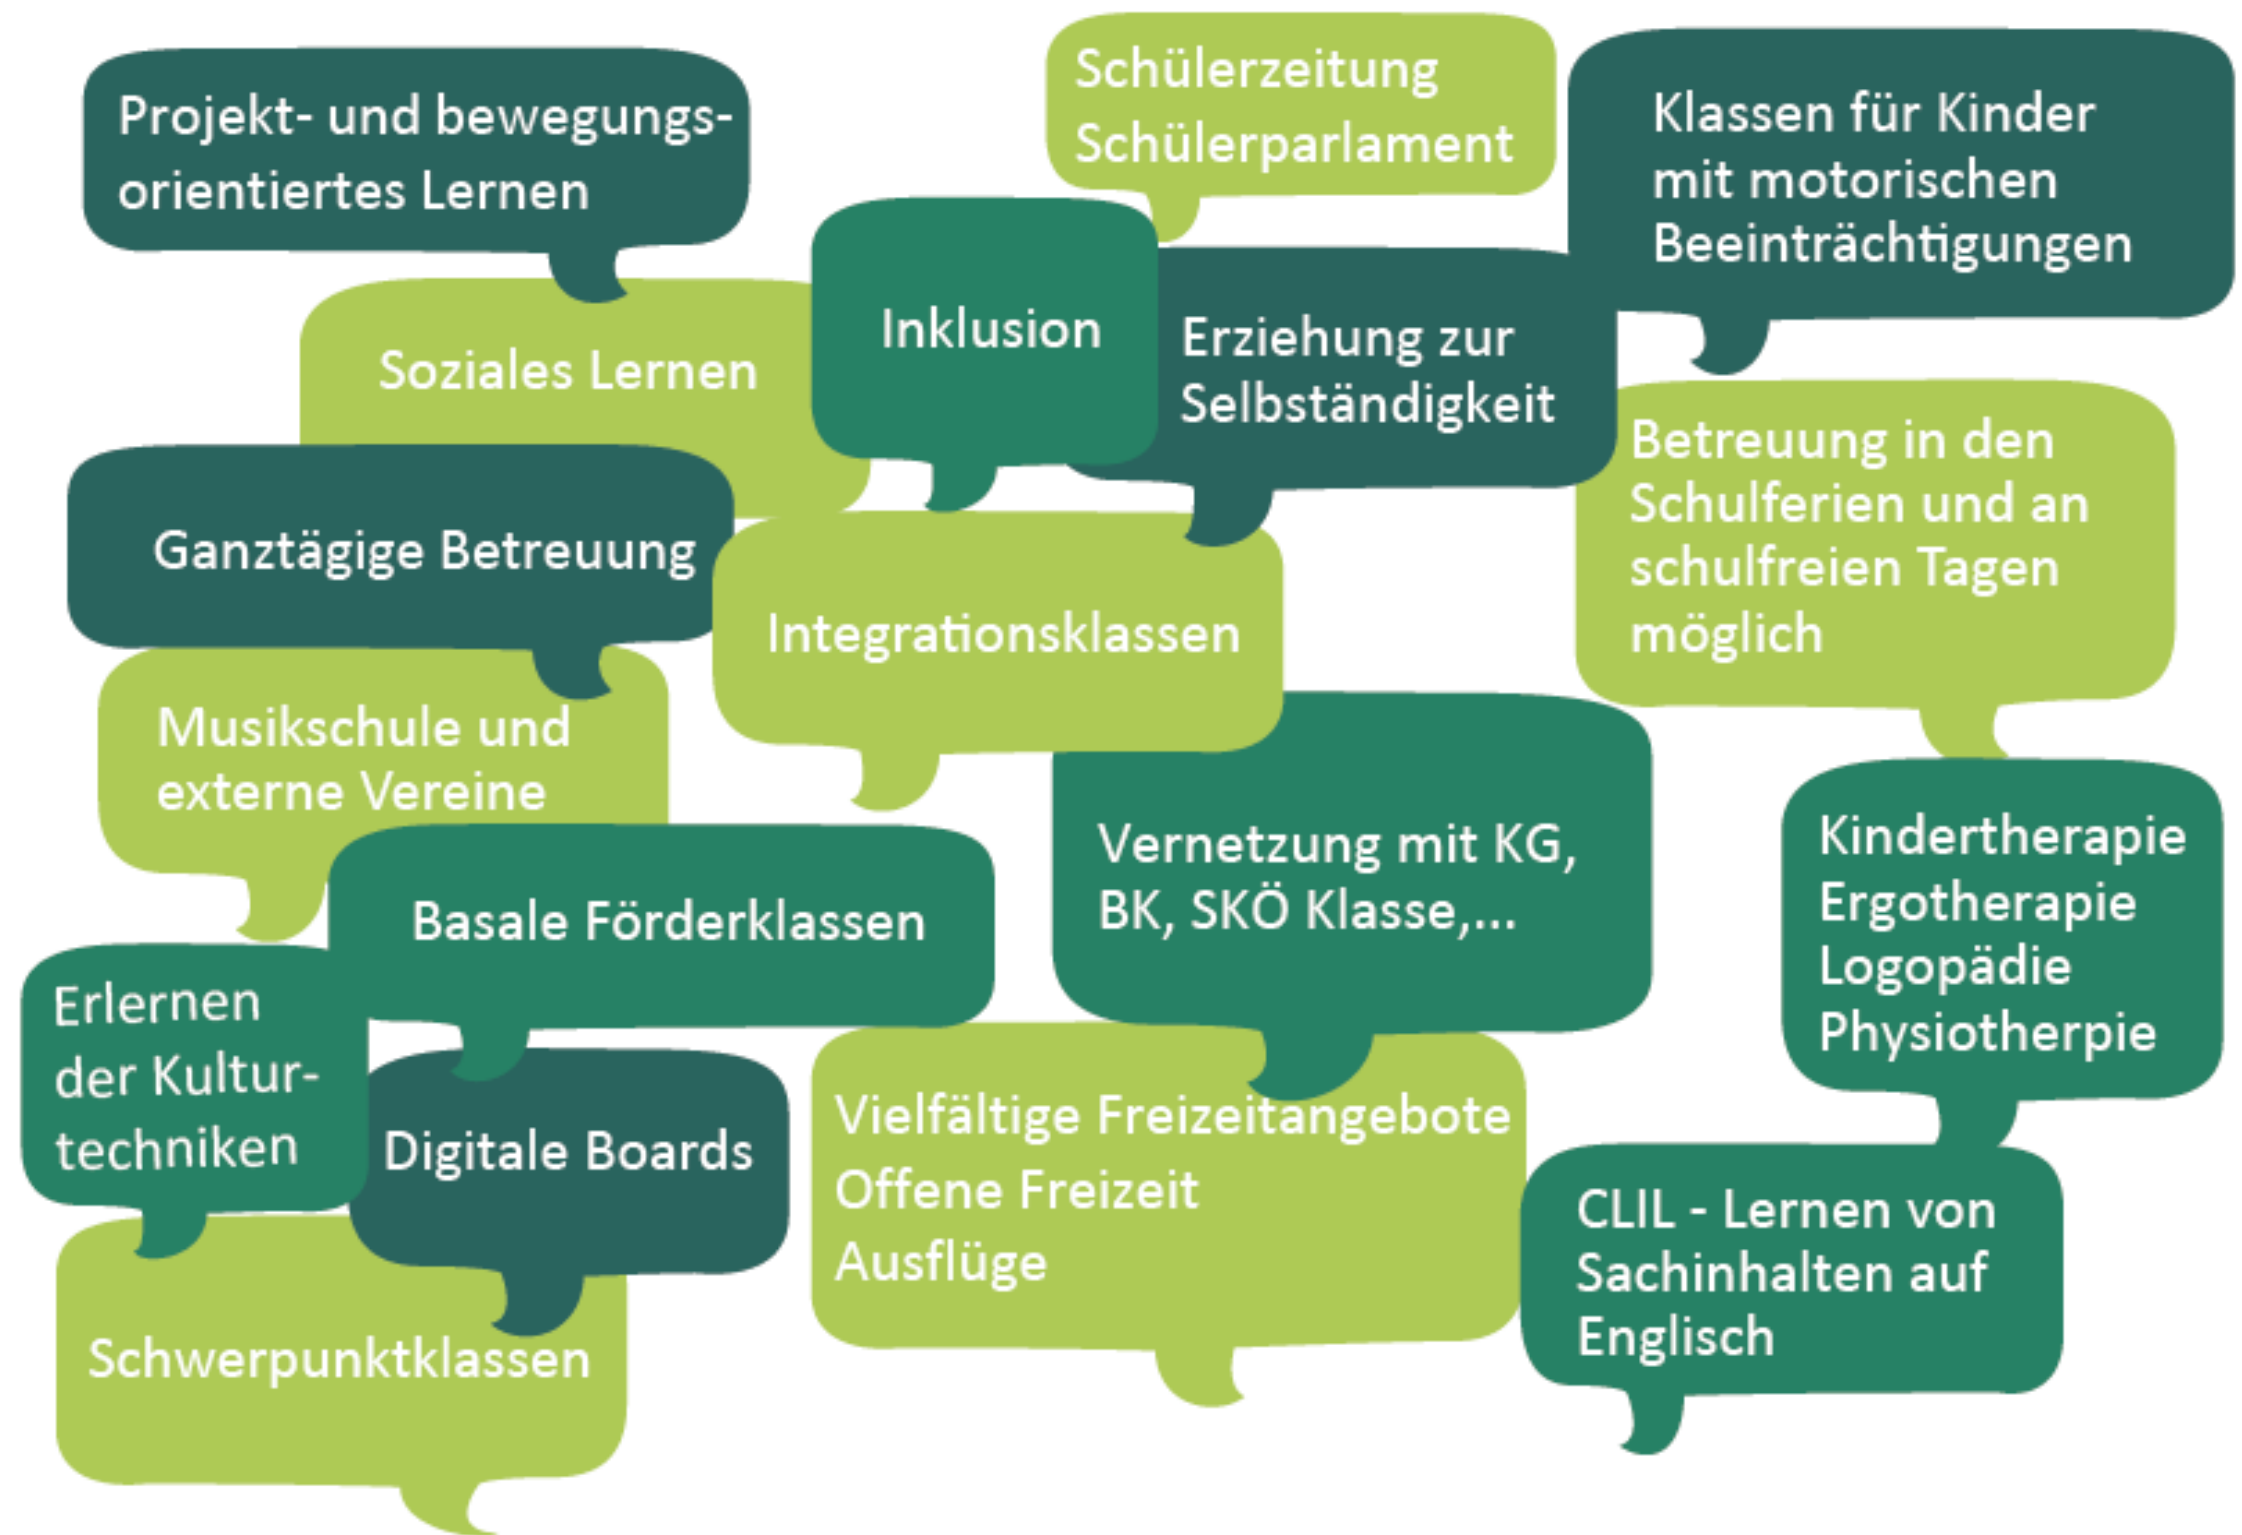 Projekt- und bewegungs-
orientiertes Lernen
Schülerzeitung
Schülerparlament
Klassen für Kinder
mit motorischen
Beeinträchtigungen
Soziales Lernen
Inklusion
Erziehung zur
Selbständigkeit
Betreuung in den
Schulferien und an
schulfreien Tagen
möglich
Ganztägige Betreuung
Integrationsklassen
Musikschule und
externe Vereine
Vernetzung mit KG,
BK, SKÖ Klasse,...
Kindertherapie
Ergotherapie
Logopädie
Physiotherpie
Basale Förderklassen
Erlernen
der Kultur-
techniken
Digitale Boards
Vielfältige Freizeitangebote
Offene Freizeit
Ausflüge
CLIL - Lernen von
Sachinhalten auf
Englisch
Schwerpunktklassen